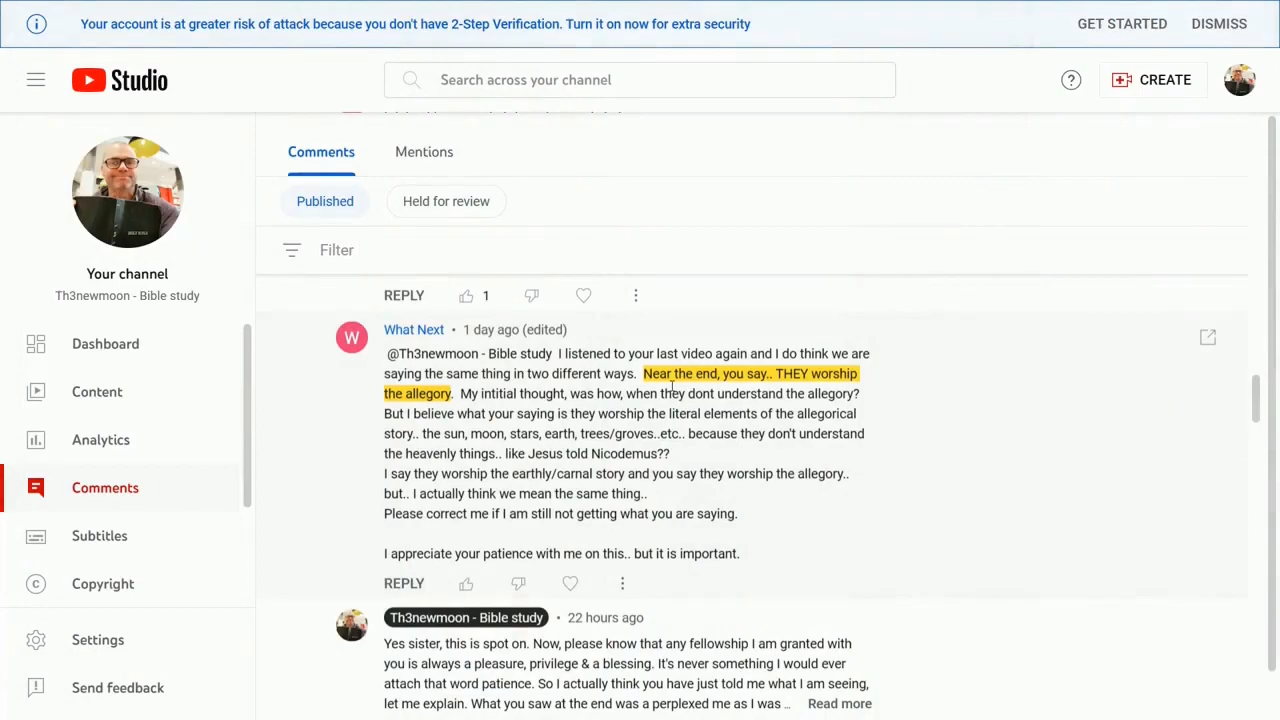 Your account is at greater risk of attack because you don't have 2-Step Verification. Turn it on now for extra security
GET STARTED
DISMISS
Studio
Search across your channel
CREATE
Your channel
Th3newmoon - Bible study
Dashboard
Content
Analytics
Comments
Subtitles
Copyright
Settings
Send feedback
Comments
Mentions
Published
Held for review
Filter
REPLY
1
W
What Next • 1 day ago (edited)
@Th3newmoon - Bible study I listened to your last video again and I do think we are
saying the same thing in two different ways. Near the end, you say.. THEY worship
the allegory. My intitial thought, was how, when they dont understand the allegory?
But I believe what your saying is they worship the literal elements of the allegorical
story.. the sun, moon, stars, earth, trees/groves..etc.. because they don't understand
the heavenly things.. like Jesus told Nicodemus??
I say they worship the earthly/carnal story and you say they worship the allegory..
but.. I actually think we mean the same thing..
Please correct me if I am still not getting what you are saying.
I appreciate your patience with me on this.. but it is important.
REPLY
Th3newmoon - Bible study • 22 hours ago
Yes sister, this is spot on. Now, please know that any fellowship I am granted with
you is always a pleasure, privilege & a blessing. It's never something I would ever
attach that word patience. So I actually think you have just told me what I am seeing,
let me explain. What you saw at the end was a perplexed me as I was ... Read more